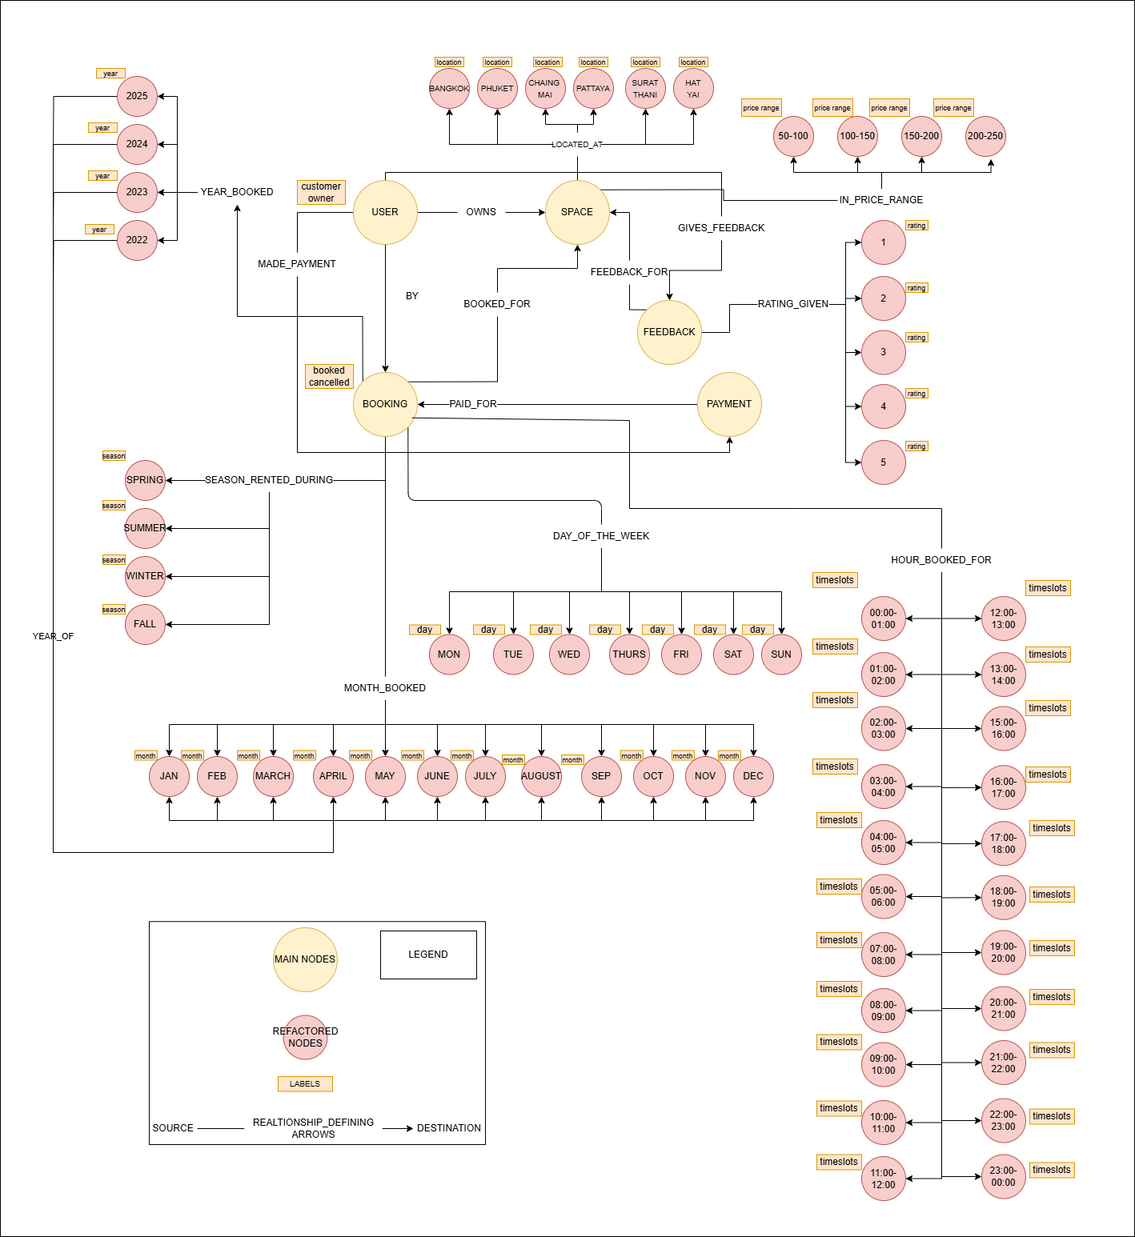 year
2025
year
2024
year
2023
year
2022
YEAR_BOOKED
location
location
location
location
location
location
BANGKOK
PHUKET
CHAING
MAI
PATTAYA
SURAT
THANI
HAT
YAI
LOCATED_AT
price range
price range
price range
price range
50-100
100-150
150-200
200-250
IN_PRICE_RANGE
customer
owner
USER
OWNS
SPACE
GIVES_FEEDBACK
MADE_PAYMENT
BY
BOOKED_FOR
FEEDBACK_FOR
FEEDBACK
RATING_GIVEN
rating
1
rating
2
rating
3
rating
4
rating
5
booked
cancelled
BOOKING
PAID_FOR
PAYMENT
season
SPRING
SEASON_RENTED_DURING
season
SUMMER
season
WINTER
season
FALL
YEAR_OF
DAY_OF_THE_WEEK
day
day
day
day
day
day
day
MON
TUE
WED
THURS
FRI
SAT
SUN
MONTH_BOOKED
month
month
month
month
month
month
month
month
month
month
month
month
JAN
FEB
MARCH
APRIL
MAY
JUNE
JULY
AUGUST
SEP
OCT
NOV
DEC
HOUR_BOOKED_FOR
timeslots
timeslots
00:00-
01:00
12:00-
13:00
timeslots
timeslots
01:00-
02:00
13:00-
14:00
timeslots
timeslots
02:00-
03:00
15:00-
16:00
timeslots
timeslots
03:00-
04:00
16:00-
17:00
timeslots
timeslots
04:00-
05:00
17:00-
18:00
timeslots
timeslots
05:00-
06:00
18:00-
19:00
timeslots
timeslots
07:00-
08:00
19:00-
20:00
timeslots
timeslots
08:00-
09:00
20:00-
21:00
timeslots
timeslots
09:00-
10:00
21:00-
22:00
timeslots
timeslots
10:00-
11:00
22:00-
23:00
timeslots
timeslots
11:00-
12:00
23:00-
00:00
MAIN NODES
LEGEND
REFACTORED
NODES
LABELS
SOURCE
REALTIONSHIP_DEFINING
ARROWS
DESTINATION